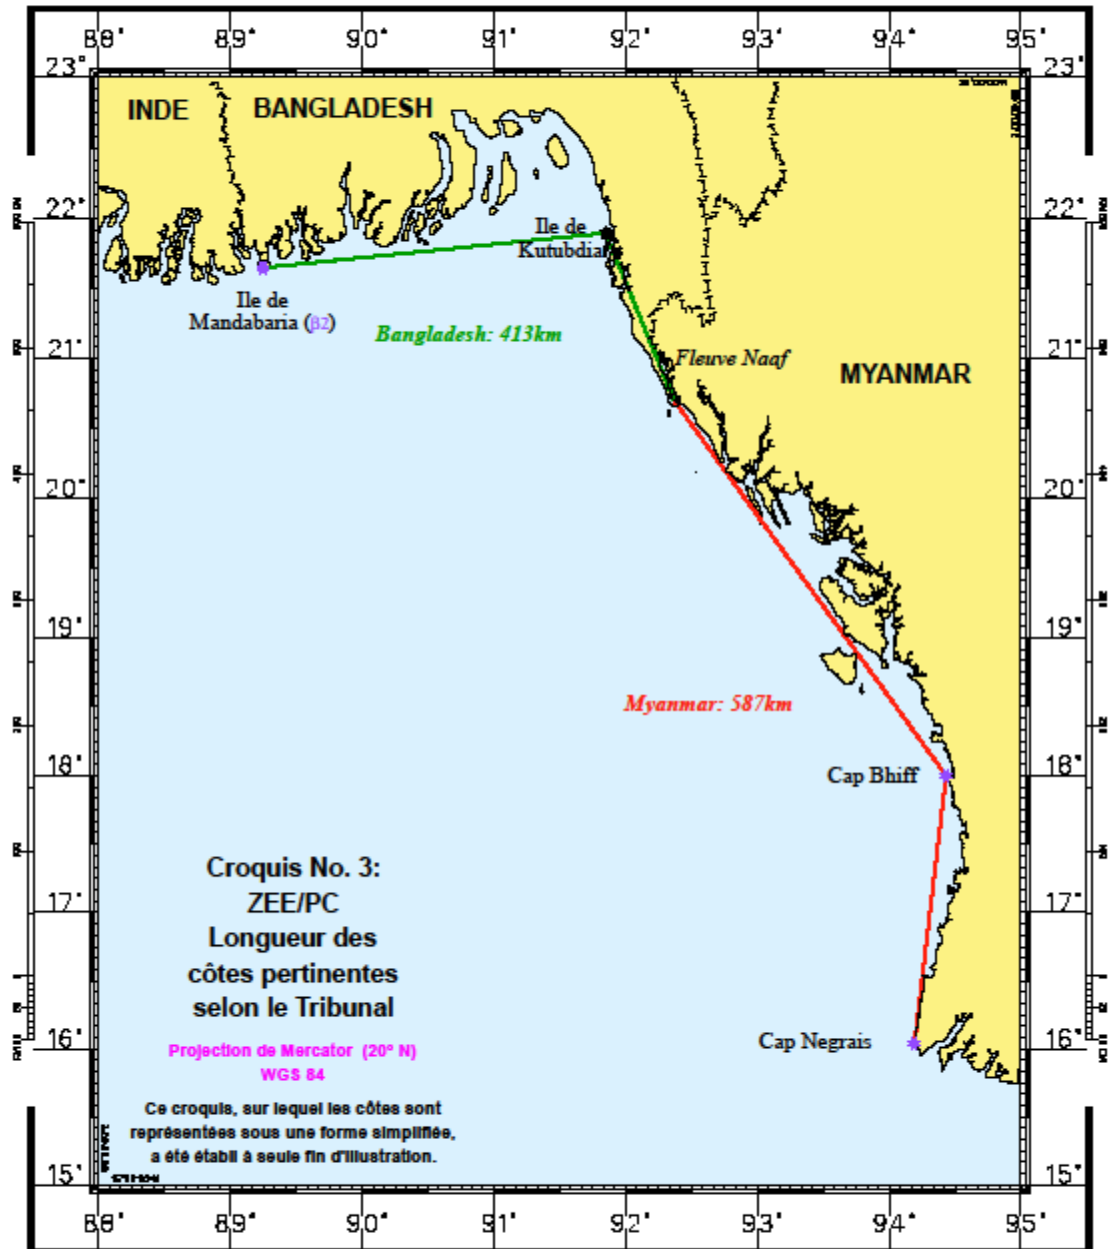 88° 89° 90° 91° 92° 93° 94° 95°
23° 23°
INDE BANGLADESH
22° 22°
Ile de
Kutubdia
Ile de
Mandabaria (β2)
Bangladesh: 413km
21° 21°
Fleuve Naaf
MYANMAR
20° 20°
19° 19°
Myanmar: 587km
18° 18°
Cap Bhiff
Croquis No. 3:
ZEE/PC
Longueur des
côtes pertinentes
selon le Tribunal
17° 17°
16° 16°
Cap Negrais
Projection de Mercator (20° N)
WGS 84
Ce croquis, sur lequel les côtes sont
représentées sous une forme simplifiée,
a été établi à seule fin d'illustration.
15° 15°
88° 89° 90° 91° 92° 93° 94° 95°